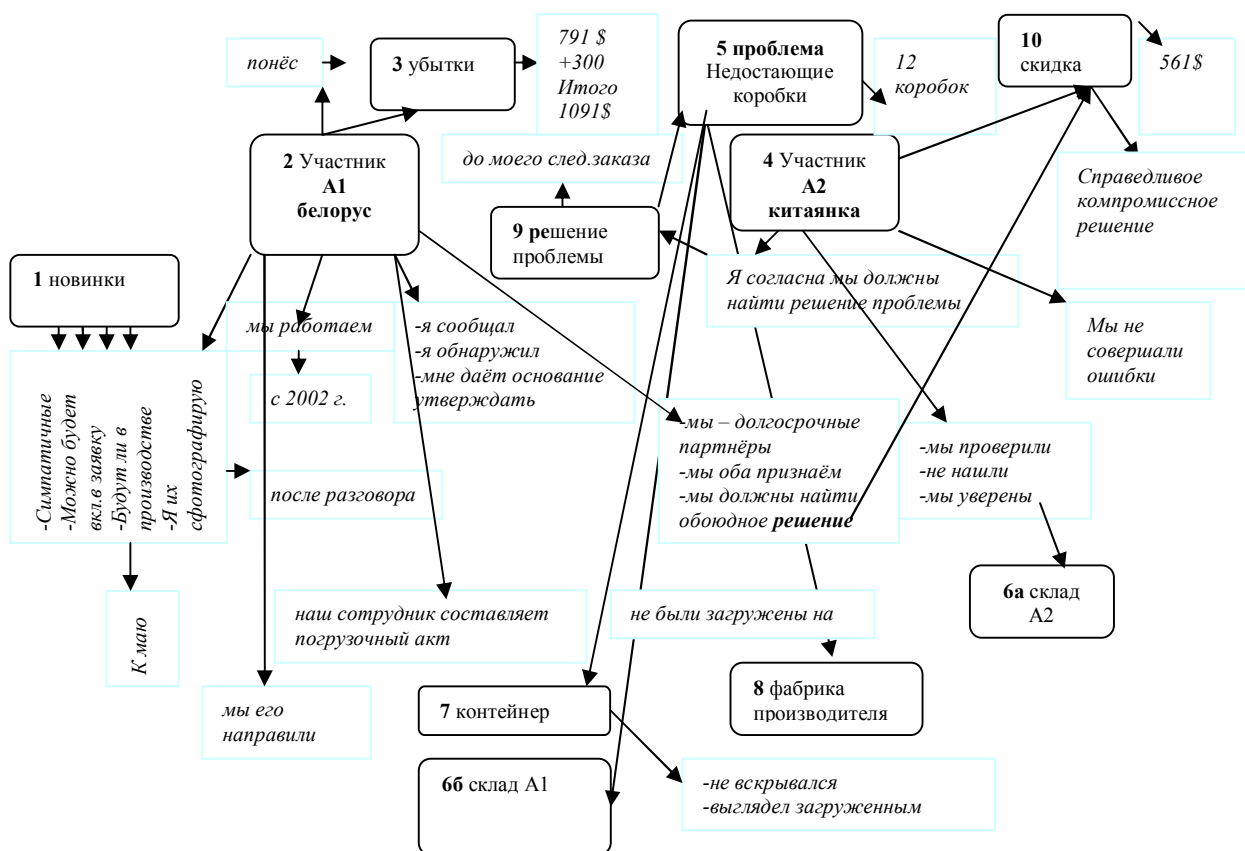 понёс
3 убытки
791 $
+300
Итого
1091$
5 проблема
Недостающие
коробки
12
коробок
10
скидка
561$
2 Участник
А1
белорус
до моего след.заказа
4 Участник
А2
китаянка
Справедливое
компромиссное
решение
9 решение
проблемы
1 новинки
Я согласна мы должны
найти решение проблемы
мы работаем
-я сообщал
-я обнаружил
-мне даёт основание
утверждать
Мы не
совершали
ошибки
с 2002 г.
-Симпатичные
-Можно будет
вкл.в заявку
-Будут ли в
производстве
-Я их
сфотографирую
-мы – долгосрочные
партнёры
-мы оба признаём
-мы должны найти
обоюдное решение
-мы проверили
-не нашли
-мы уверены
после разговора
6а склад
А2
К маю
наш сотрудник составляет
погрузочный акт
не были загружены на
8 фабрика
производителя
мы его
направили
7 контейнер
6б склад А1
-не вскрывался
-выглядел загруженным